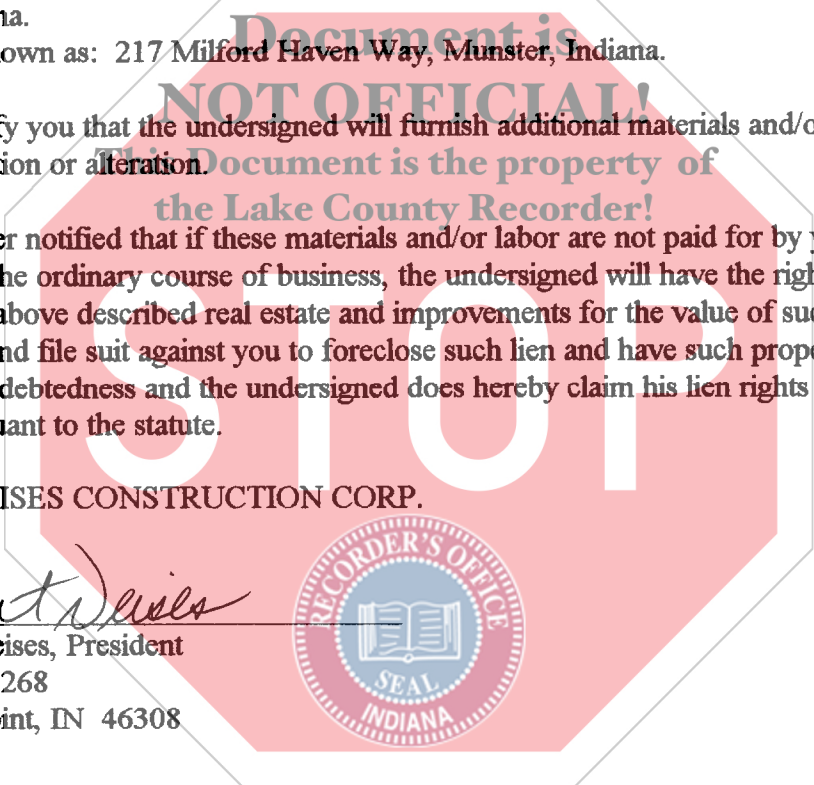 na.
own as: 217 Milford Haven Way, Munster, Indiana.
Document is
NOT OFFICIAL!
This Document is the property of
the Lake County Recorder!
fy you that the undersigned will furnish additional materials and/o
ion or alteration.
er notified that if these materials and/or labor are not paid for by y
he ordinary course of business, the undersigned will have the righ
above described real estate and improvements for the value of suc
nd file suit against you to foreclose such lien and have such prope
debtedness and the undersigned does hereby claim his lien rights
uant to the statute.
STOP
ISES CONSTRUCTION CORP.
t Weises
ises, President
268
int, IN 46308
RECORDER'S OFFICE
SEAL
INDIANA